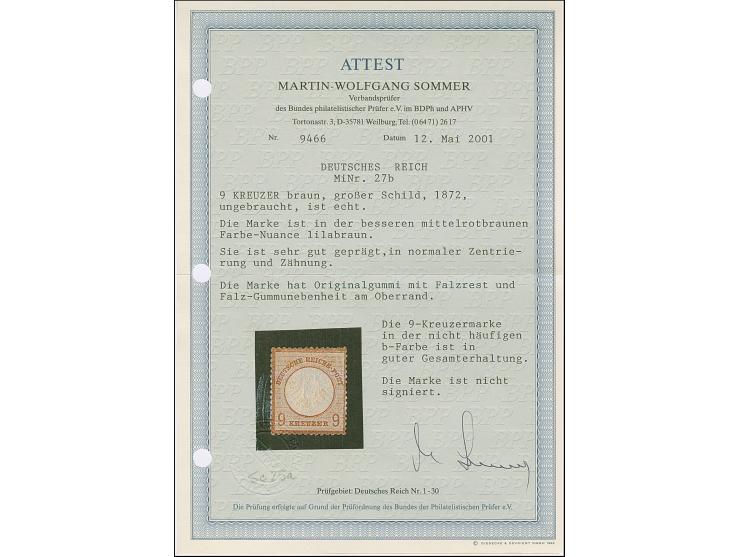 ATTEST
MARTIN-WOLFGANG SOMMER
Verbandsprüfer
des Bundes philatelistischer Prüfer e.V. im BDPh und APHV
Tortonastr. 3, D-35781 Weilburg, Tel. (0 64 71) 26 17
Nr. 9466 Datum 12. Mai 2001
DEUTSCHES REICH
MiNr. 27b
9 KREUZER braun, großer Schild, 1872,
ungebraucht, ist echt.
Die Marke ist in der besseren mittelrotbraunen
Farbe-Nuance lilabraun.
Sie ist sehr gut geprägt, in normaler Zentrie-
rung und Zähnung.
Die Marke hat Originalgummi mit Falzrest und
Falz-Gummunebenheit am Oberrand.
Die 9-Kreuzermarke
in der nicht häufigen
b-Farbe ist in
guter Gesamterhaltung.
Die Marke ist nicht
signiert.
DEUTSCHE REICHS-POST
9 KREUZER 9
Prüfgebiet: Deutsches Reich Nr. 1 - 30
Die Prüfung erfolgte auf Grund der Prüfordnung des Bundes der Philatelistischen Prüfer e.V.